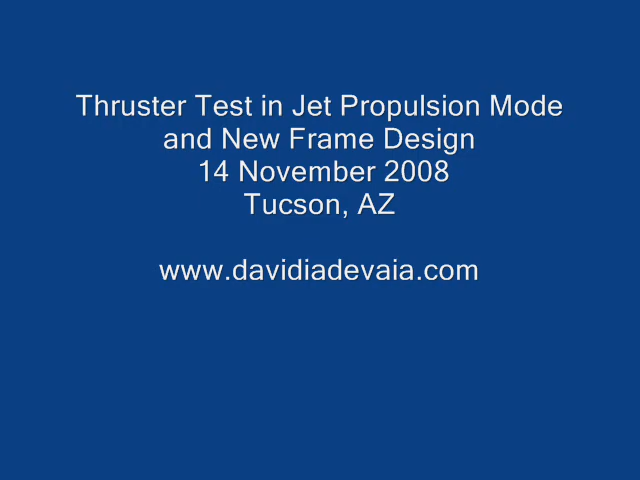 Thruster Test in Jet Propulsion Mode
and New Frame Design
14 November 2008
Tucson, AZ
www.davidiadevaia.com